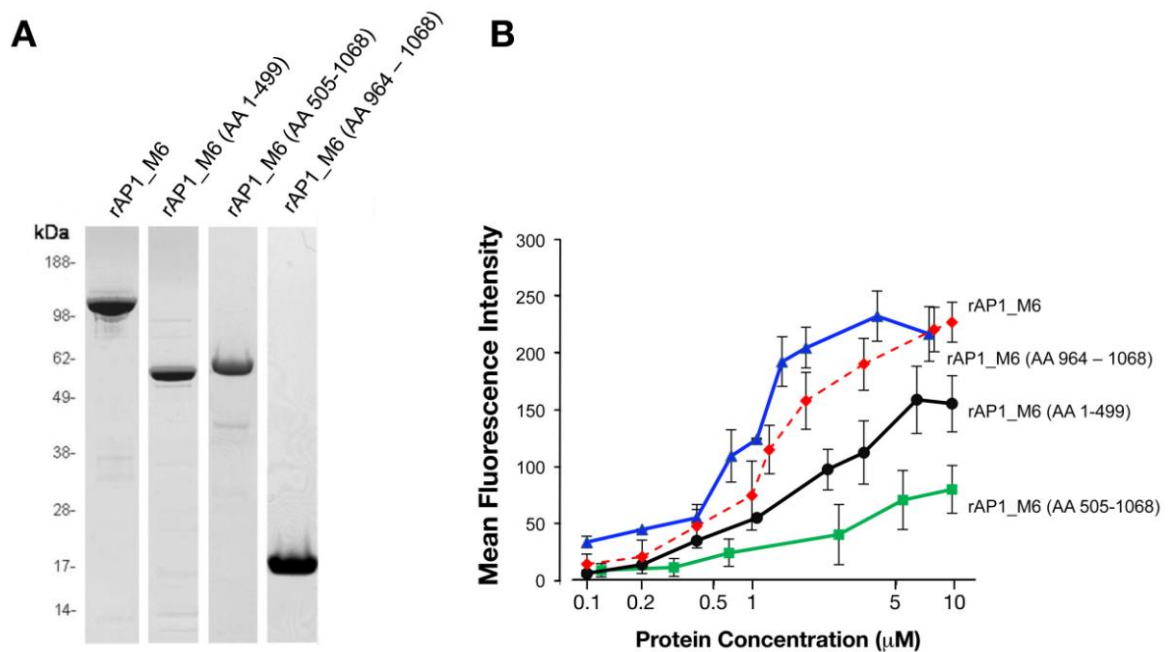 A
rAP1_M6
rAP1_M6 (AA 1-499)
rAP1_M6 (AA 505-1068)
rAP1_M6 (AA 964 – 1068)
kDa
188-
98-
62-
49-
38-
28-
17-
14-
B
Mean Fluorescence Intensity
300
250
200
150
100
50
0
0.1 0.2 0.5 1 5 10
Protein Concentration (μM)
rAP1_M6
rAP1_M6 (AA 964 – 1068)
rAP1_M6 (AA 1-499)
rAP1_M6 (AA 505-1068)